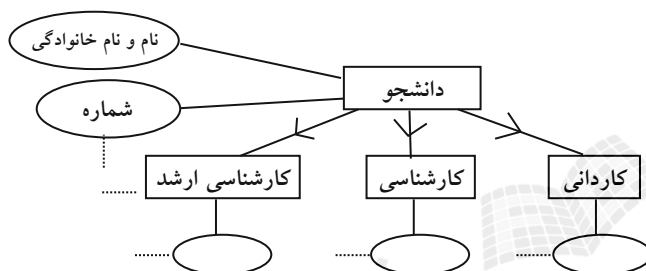 نام و نام خانوادگی
دانشجو
شماره
کاردانی
کارشناسی
کارشناسی ارشد